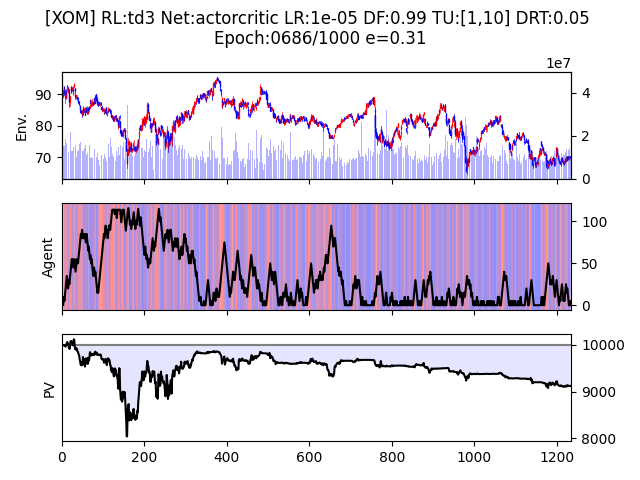 [XOM] RL:td3 Net:actorcritic LR:1e-05 DF:0.99 TU:[1,10] DRT:0.05
Epoch:0686/1000 e=0.31
1e7
Env.
90
80
70
4
2
0
Agent
100
50
0
PV
10000
9000
8000
0 200 400 600 800 1000 1200